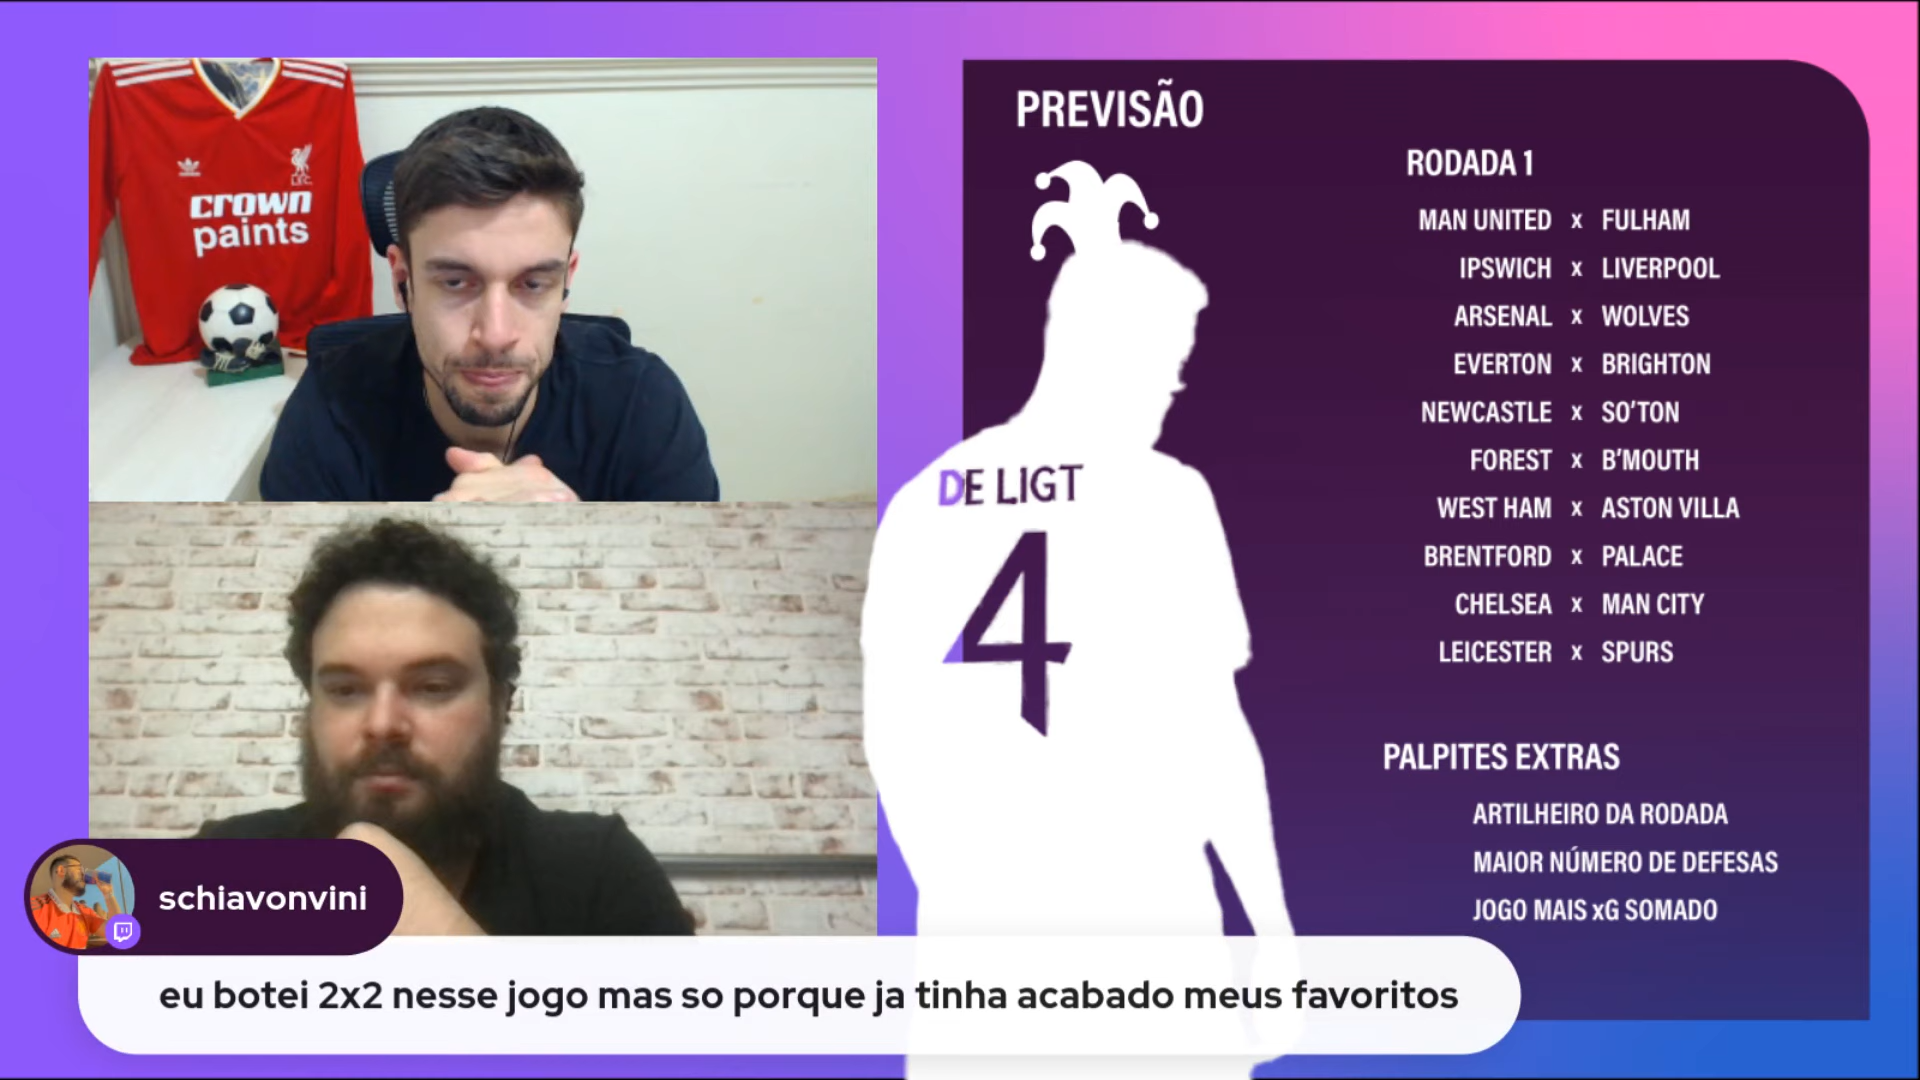 crown
paints
PREVISÃO
DE LIGT
4
RODADA 1
MAN UNITED x FULHAM
IPSWICH x LIVERPOOL
ARSENAL x WOLVES
EVERTON x BRIGHTON
NEWCASTLE x SO'TON
FOREST x B'MOUTH
WEST HAM x ASTON VILLA
BRENTFORD x PALACE
CHELSEA x MAN CITY
LEICESTER x SPURS
PALPITES EXTRAS
ARTILHEIRO DA RODADA
MAIOR NÚMERO DE DEFESAS
JOGO MAIS xG SOMADO
schiavonvini
eu botei 2x2 nesse jogo mas so porque ja tinha acabado meus favoritos